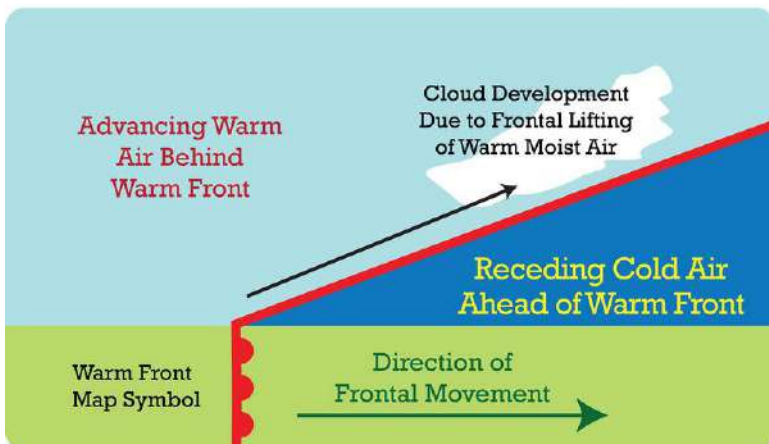 Advancing Warm
Air Behind
Warm Front
Cloud Development
Due to Frontal Lifting
of Warm Moist Air
Receding Cold Air
Ahead of Warm Front
Warm Front
Map Symbol
Direction of
Frontal Movement